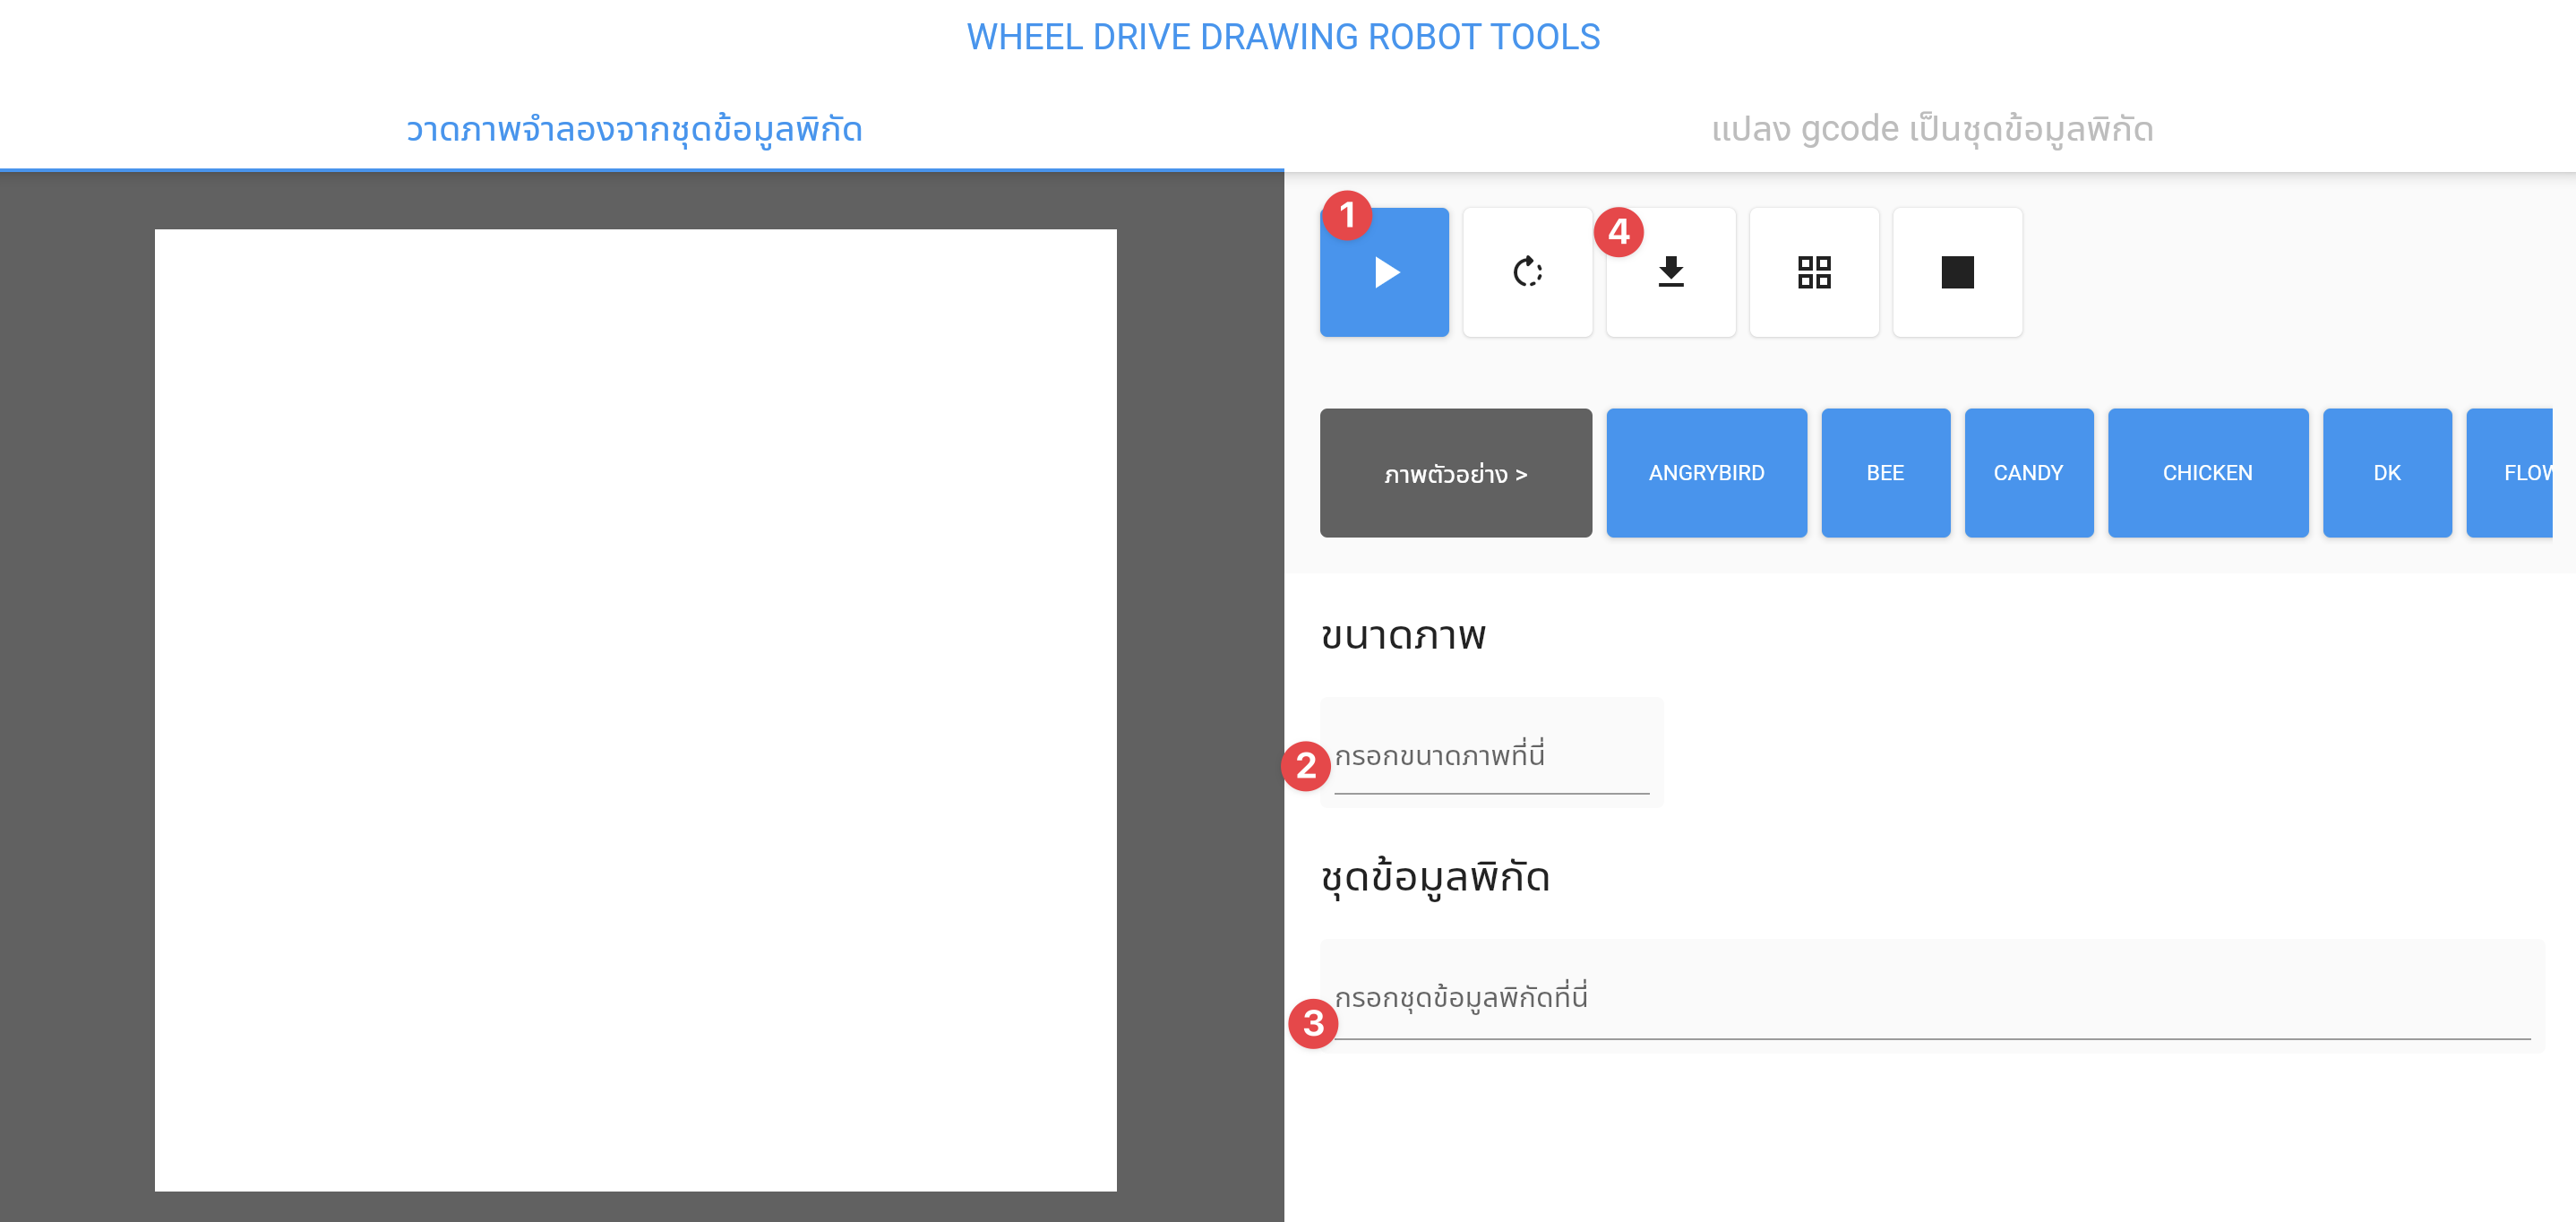 WHEEL DRIVE DRAWING ROBOT TOOLS
วาดภาพจำลองจากชุดข้อมูลพิกัด
แปลง gcode เป็นชุดข้อมูลพิกัด
1
4
ภาพตัวอย่าง >
ANGRYBIRD
BEE
CANDY
CHICKEN
DK
FLOW
ขนาดภาพ
2
กรอกขนาดภาพที่นี่
ชุดข้อมูลพิกัด
กรอกชุดข้อมูลพิกัดที่นี่
3